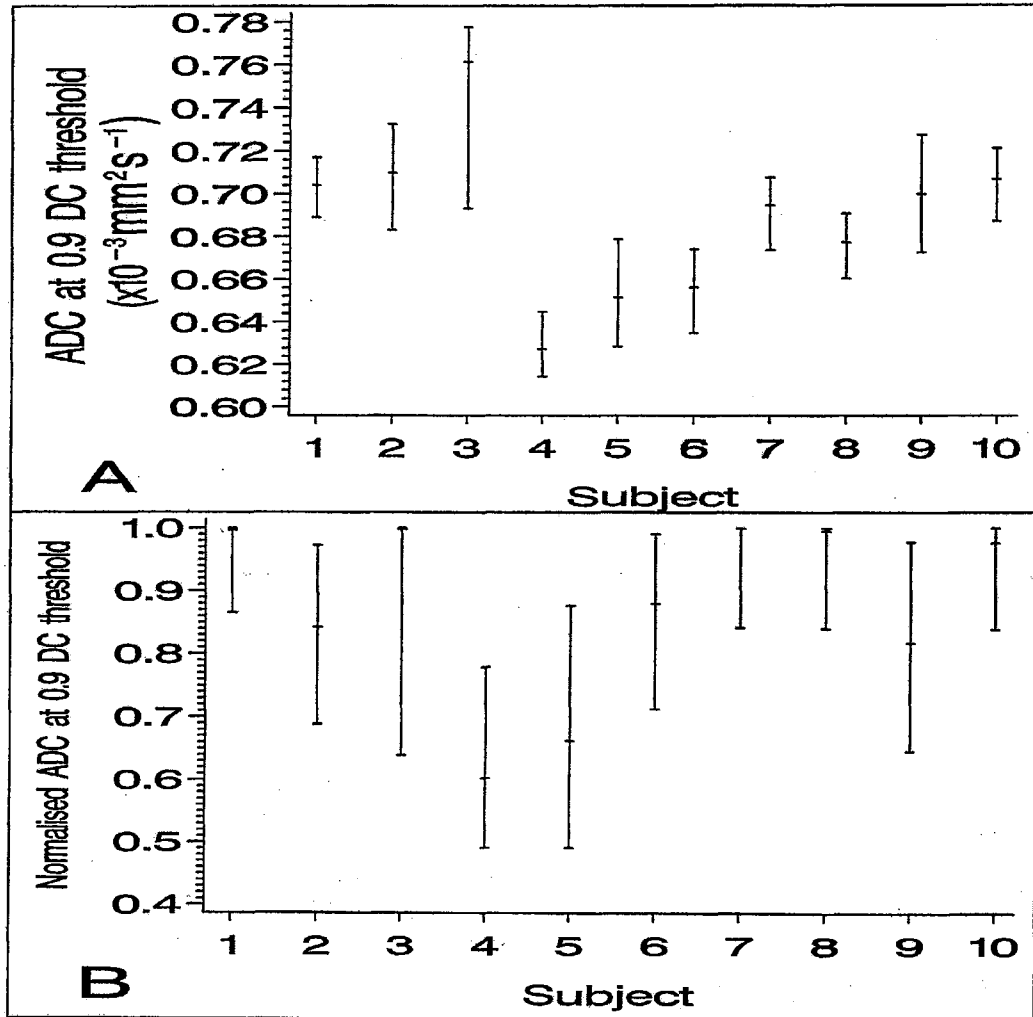 ADC at 0.9 DC threshold
(x10⁻³mm²s⁻¹)
0.78
0.76
0.74
0.72
0.70
0.68
0.66
0.64
0.62
0.60
1 2 3 4 5 6 7 8 9 10
Subject
A
Normalised ADC at 0.9 DC threshold
1.0
0.9
0.8
0.7
0.6
0.5
0.4
1 2 3 4 5 6 7 8 9 10
Subject
B